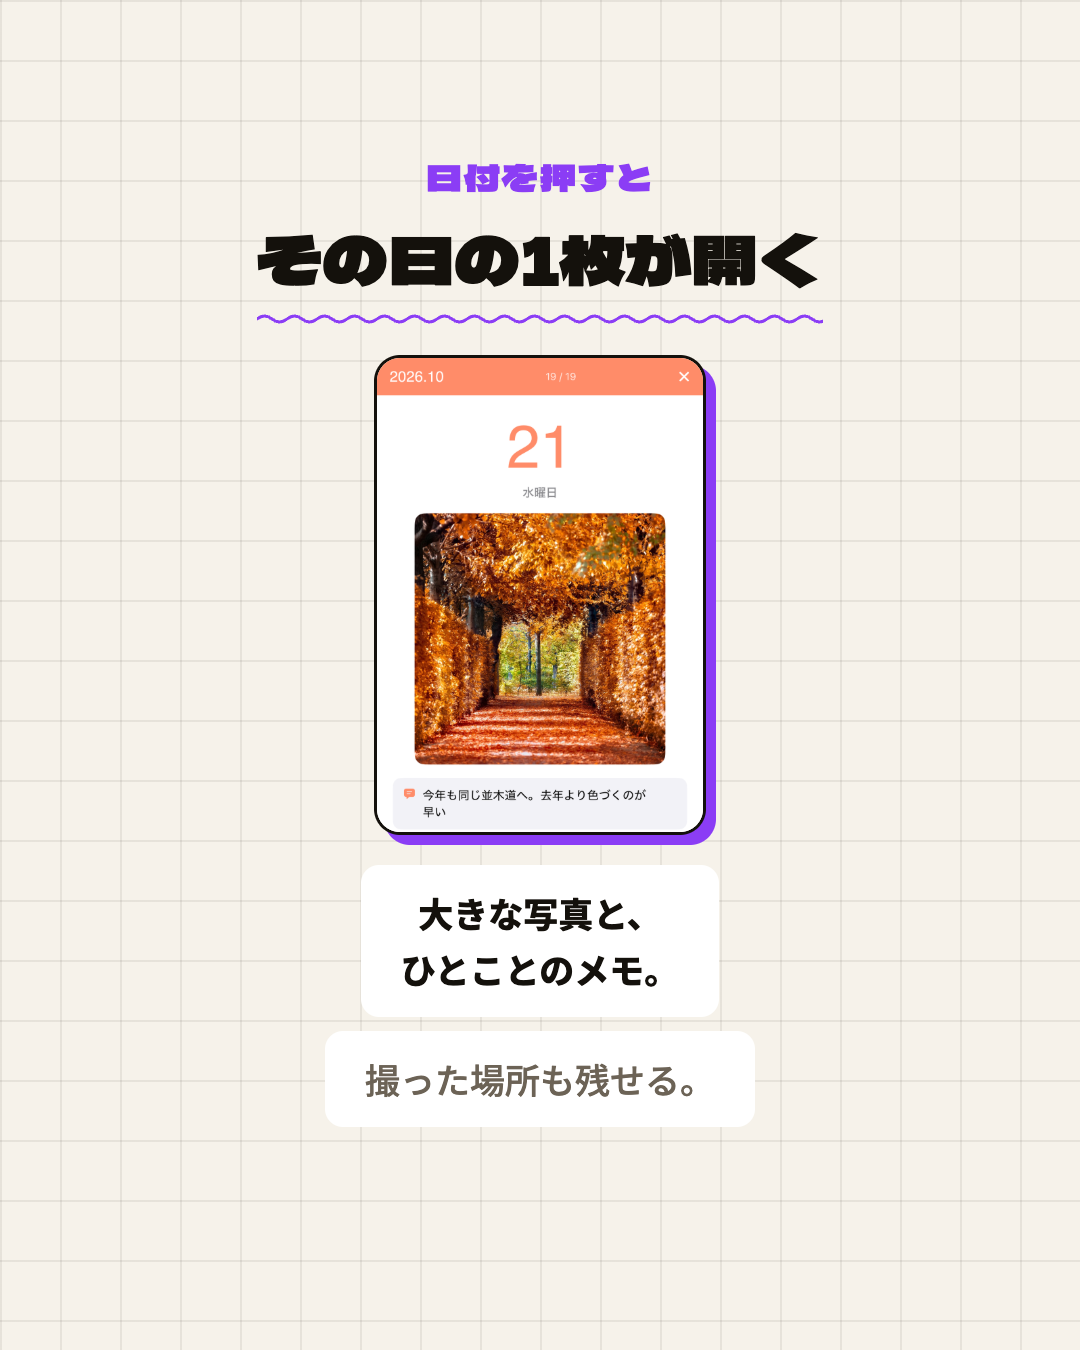 日付を押すと
その日の1枚が開く
2026.10
19 / 19
×
21
水曜日
今年も同じ並木道へ。去年より色づくのが
早い
大きな写真と、
ひとことのメモ。
撮った場所も残せる。